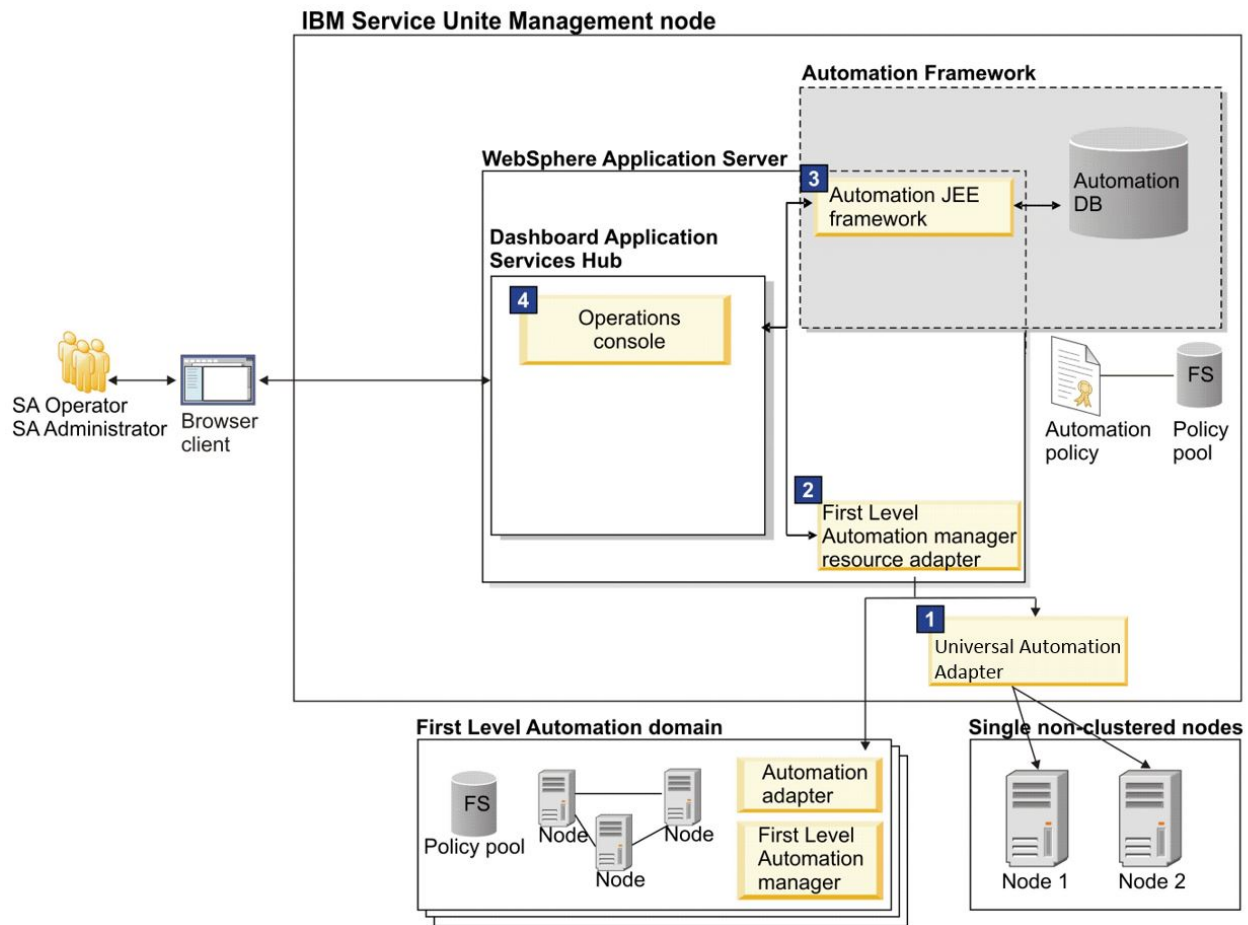 IBM Service Unite Management node
Automation Framework
WebSphere Application Server
3
Automation JEE
framework
Automation
DB
Dashboard Application
Services Hub
4
Operations
console
SA Operator
SA Administrator
Browser
client
FS
Automation
policy
Policy
pool
2
First Level
Automation manager
resource adapter
1
Universal Automation
Adapter
First Level Automation domain
FS
Policy pool
Node
Node
Node
Automation
adapter
First Level
Automation
manager
Single non-clustered nodes
Node 1
Node 2